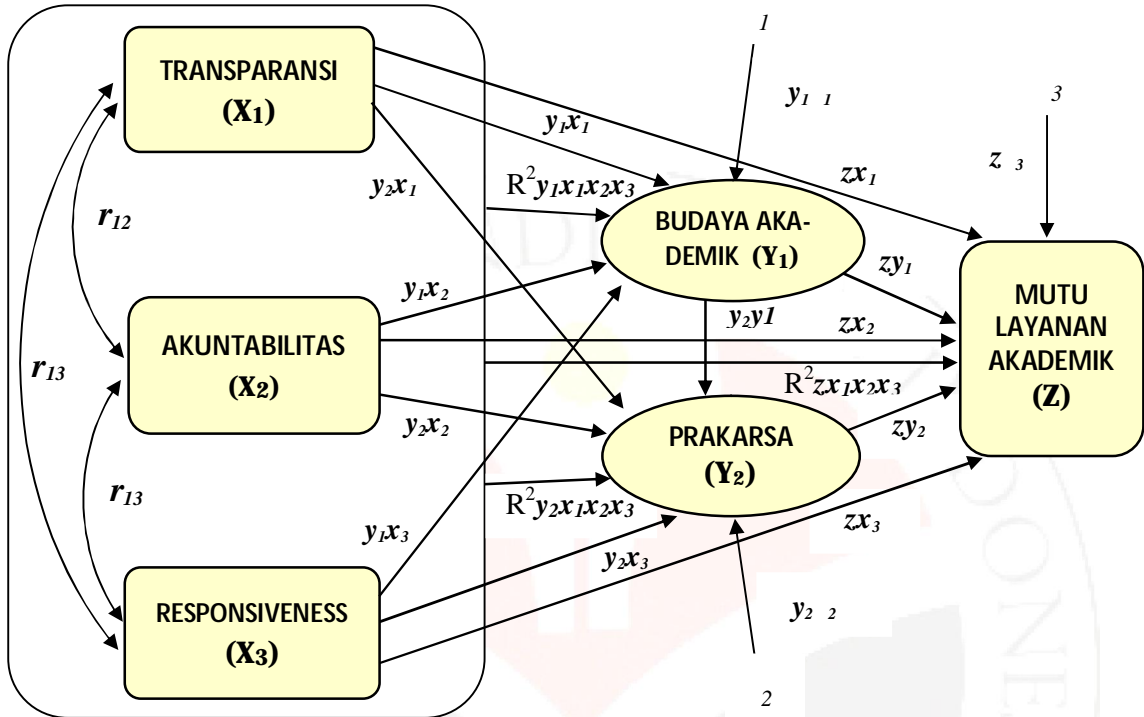 TRANSPARANSI
(X1)
r12
r13
AKUNTABILITAS
(X2)
r13
RESPONSIVENESS
(X3)
y1x1
y2x1
R²y1x1x2x3
zx1
1
y1 1
3
z 3
BUDAYA AKA-
DEMIK (Y1)
y1x2
zy1
y2y1
zx2
R²zx1x2x3
MUTU
LAYANAN
AKADEMIK
(Z)
y2x2
PRAKARSA
(Y2)
zy2
R²y2x1x2x3
zx3
y1x3
y2x3
y2 2
2